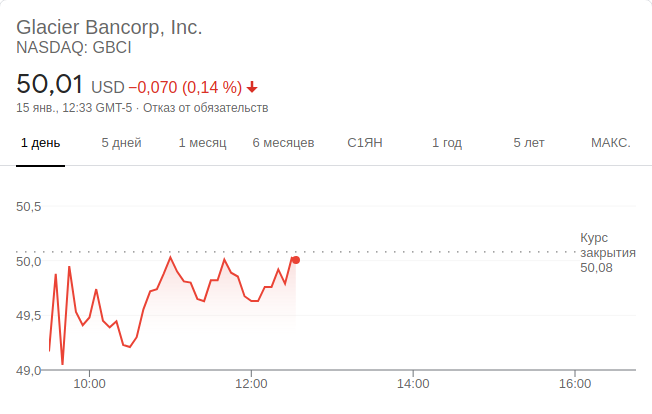 Glacier Bancorp, Inc.
NASDAQ: GBCI
50,01 USD −0,070 (0,14 %)
15 янв., 12:33 GMT-5 · Отказ от обязательств
1 день 5 дней 1 месяц 6 месяцев С1ЯН 1 год 5 лет МАКС.
50,5
Курс
закрытия
50,08
50,0
49,5
49,0
10:00 12:00 14:00 16:00